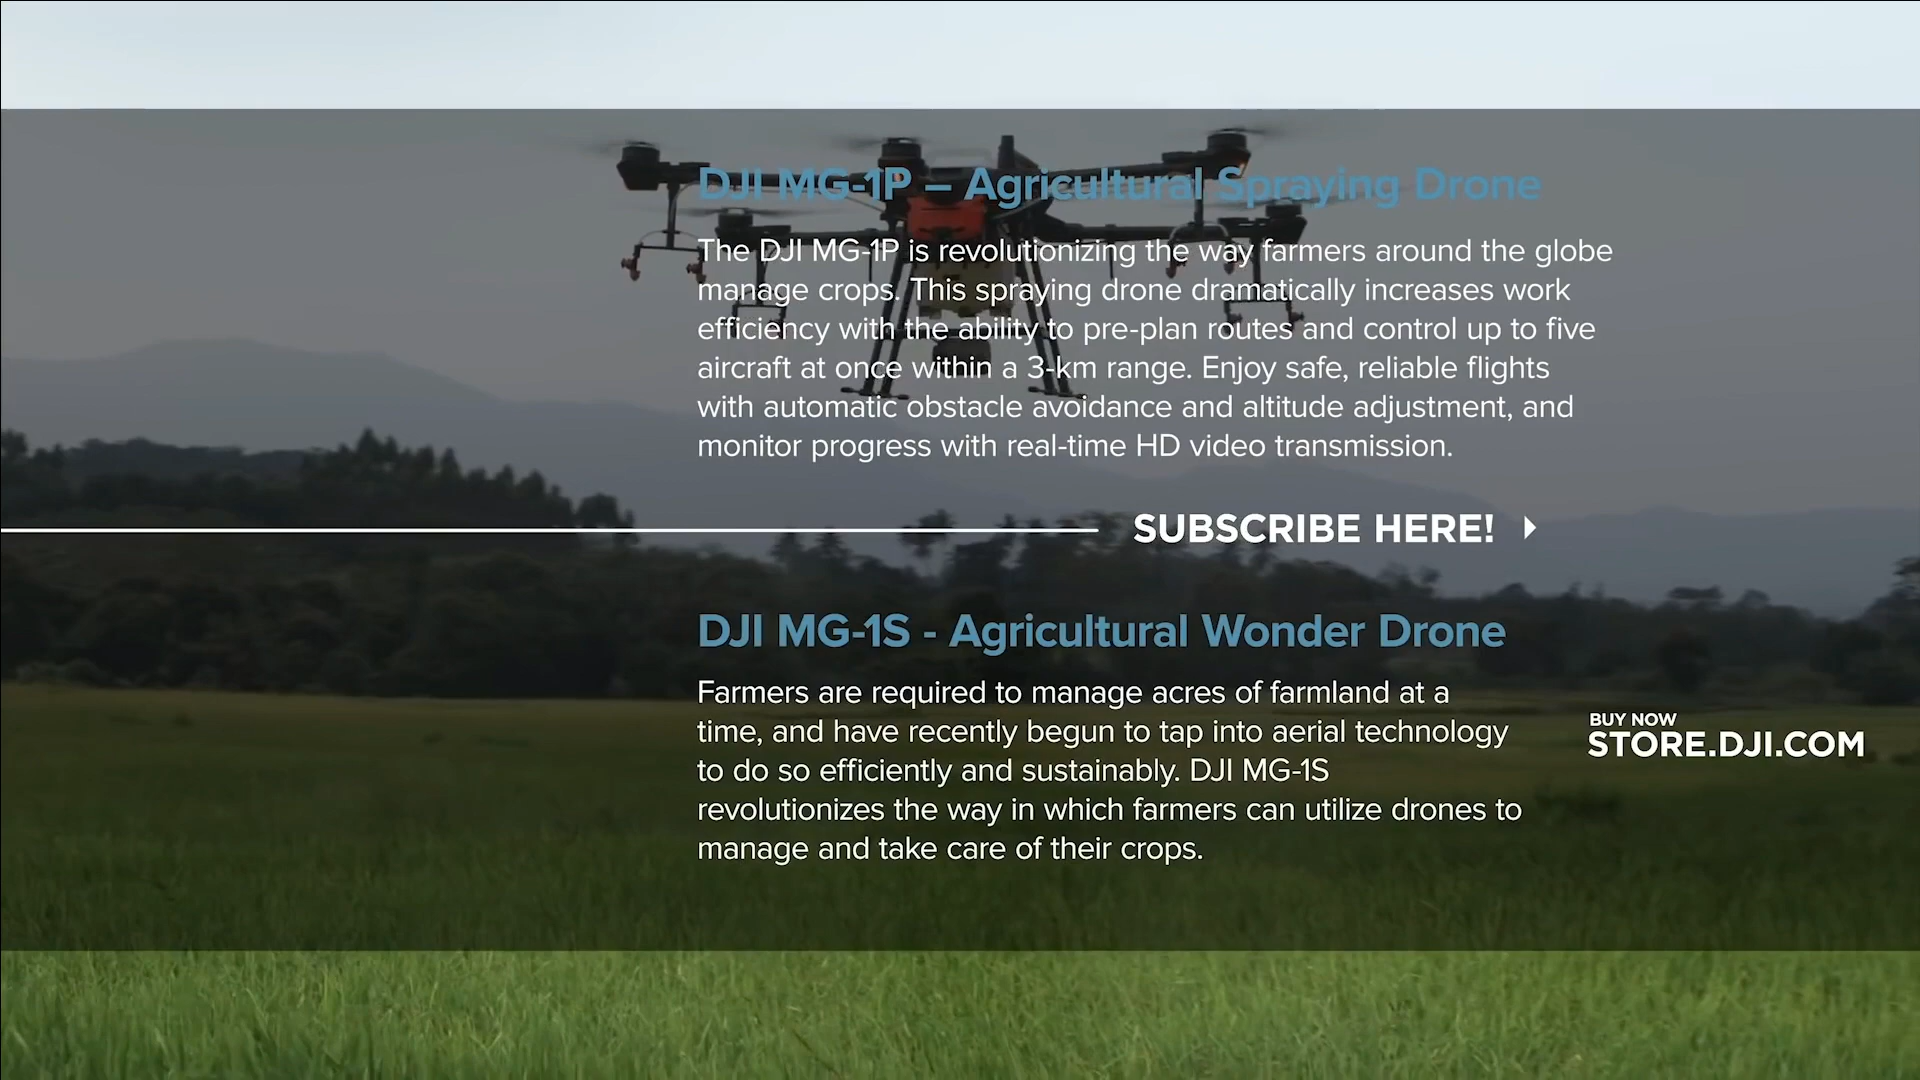 DJI MG-1P – Agricultural Spraying Drone
The DJI MG-1P is revolutionizing the way farmers around the globe
manage crops. This spraying drone dramatically increases work
efficiency with the ability to pre-plan routes and control up to five
aircraft at once within a 3-km range. Enjoy safe, reliable flights
with automatic obstacle avoidance and altitude adjustment, and
monitor progress with real-time HD video transmission.
SUBSCRIBE HERE!
DJI MG-1S - Agricultural Wonder Drone
Farmers are required to manage acres of farmland at a
time, and have recently begun to tap into aerial technology
to do so efficiently and sustainably. DJI MG-1S
revolutionizes the way in which farmers can utilize drones to
manage and take care of their crops.
BUY NOW
STORE.DJI.COM